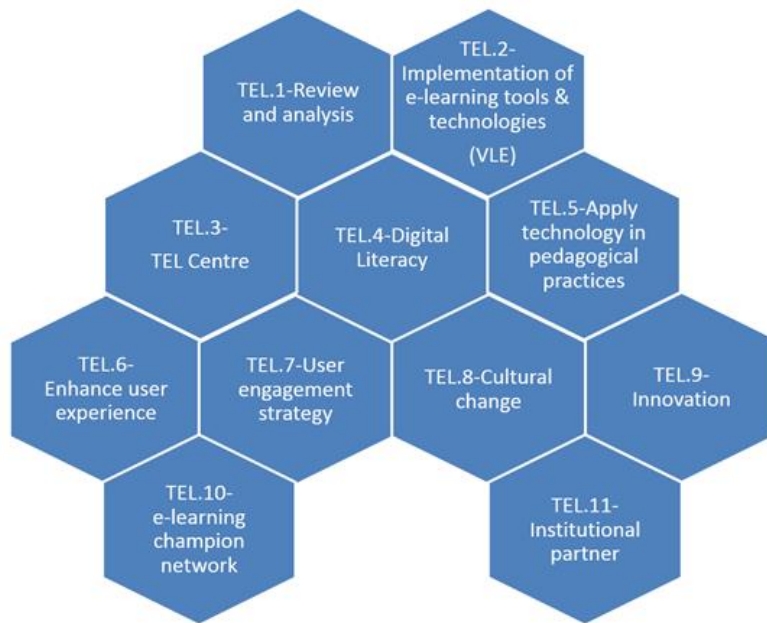 TEL.1-Review
and analysis
TEL.2-
Implementation of
e-learning tools &
technologies
(VLE)
TEL.3-
TEL Centre
TEL.4-Digital
Literacy
TEL.5-Apply
technology in
pedagogical
practices
TEL.6-
Enhance user
experience
TEL.7-User
engagement
strategy
TEL.8-Cultural
change
TEL.9-
Innovation
TEL.10-
e-learning
champion
network
TEL.11-
Institutional
partner